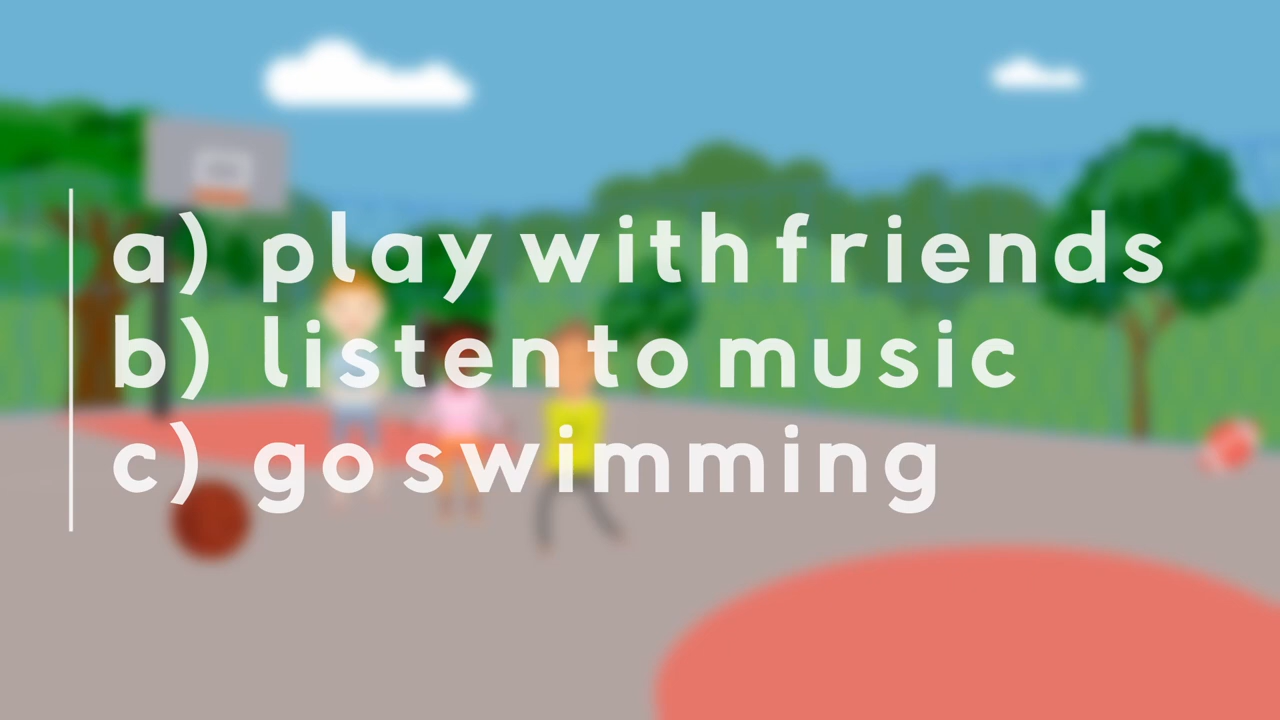 a) play with friends
b) listen to music
c) go swimming